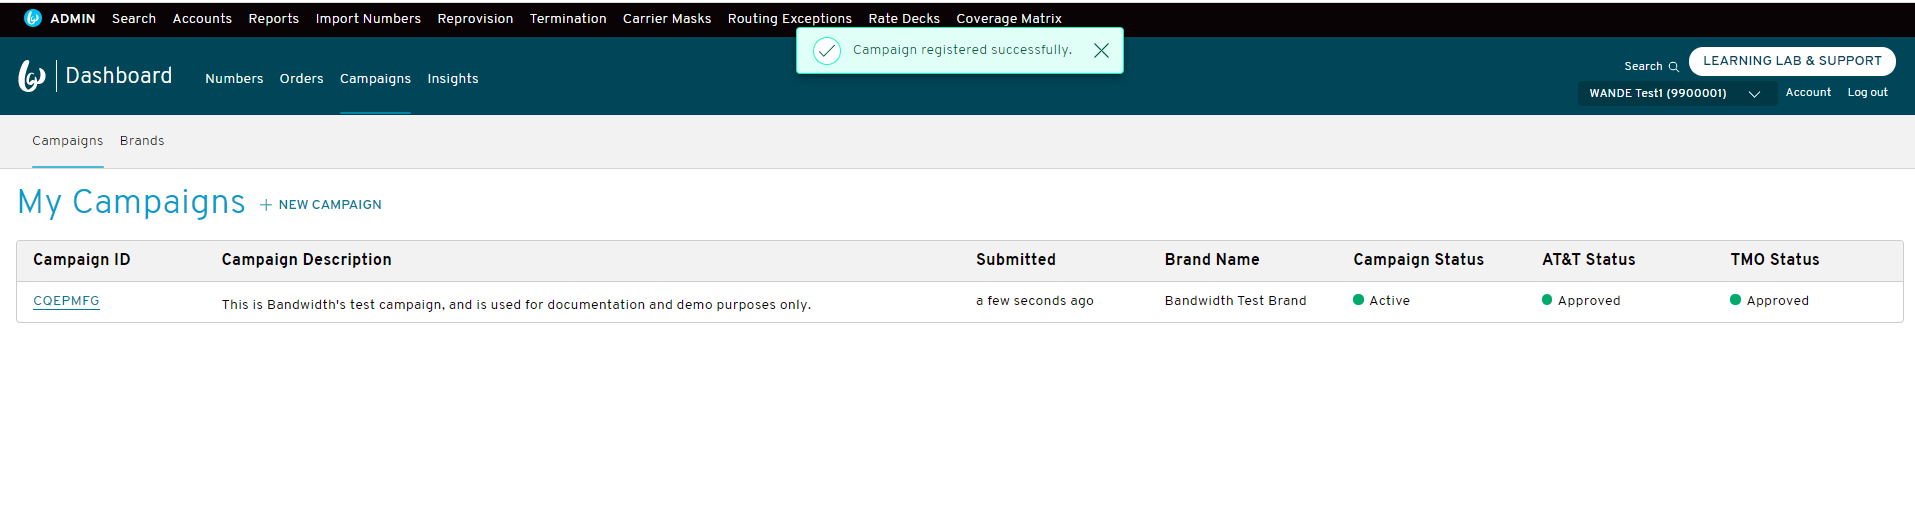 ADMIN Search Accounts Reports Import Numbers Reprovision Termination Carrier Masks Routing Exceptions Rate Decks Coverage Matrix
Campaign registered successfully.
Dashboard Numbers Orders Campaigns Insights
Search LEARNING LAB & SUPPORT
WANDE Test1 (9900001) Account Log out
Campaigns Brands
My Campaigns + NEW CAMPAIGN
Campaign ID Campaign Description Submitted Brand Name Campaign Status AT&T Status TMO Status
CQEPMFG This is Bandwidth's test campaign, and is used for documentation and demo purposes only. a few seconds ago Bandwidth Test Brand Active Approved Approved